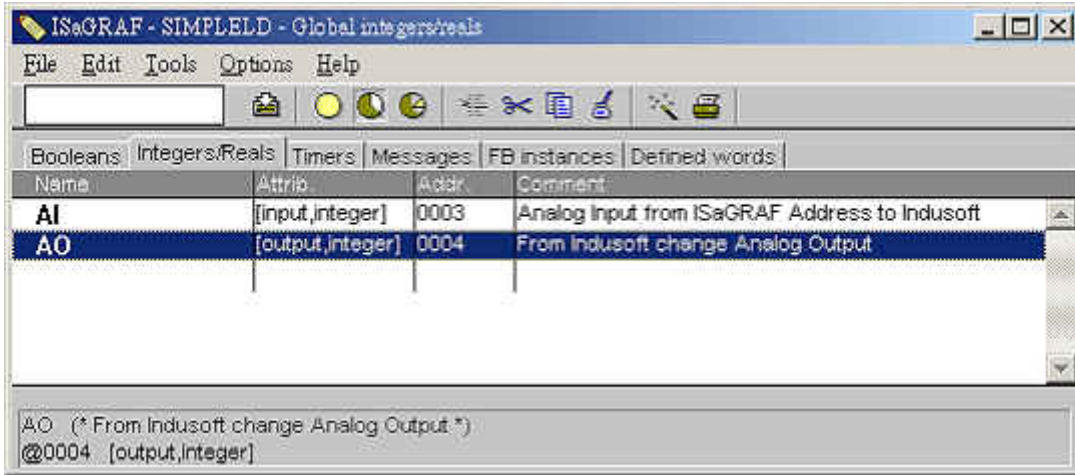 ISaGRAF - SIMPLELD - Global integers/reals
File Edit Tools Options Help
Booleans Integers/Reals Timers Messages FB instances Defined words
Name Attrib. Addr. Comment
AI [input,integer] 0003 Analog Input from ISaGRAF Address to Indusoft
AO [output,integer] 0004 From Indusoft change Analog Output
AO (* From Indusoft change Analog Output *)
@0004 [output,integer]